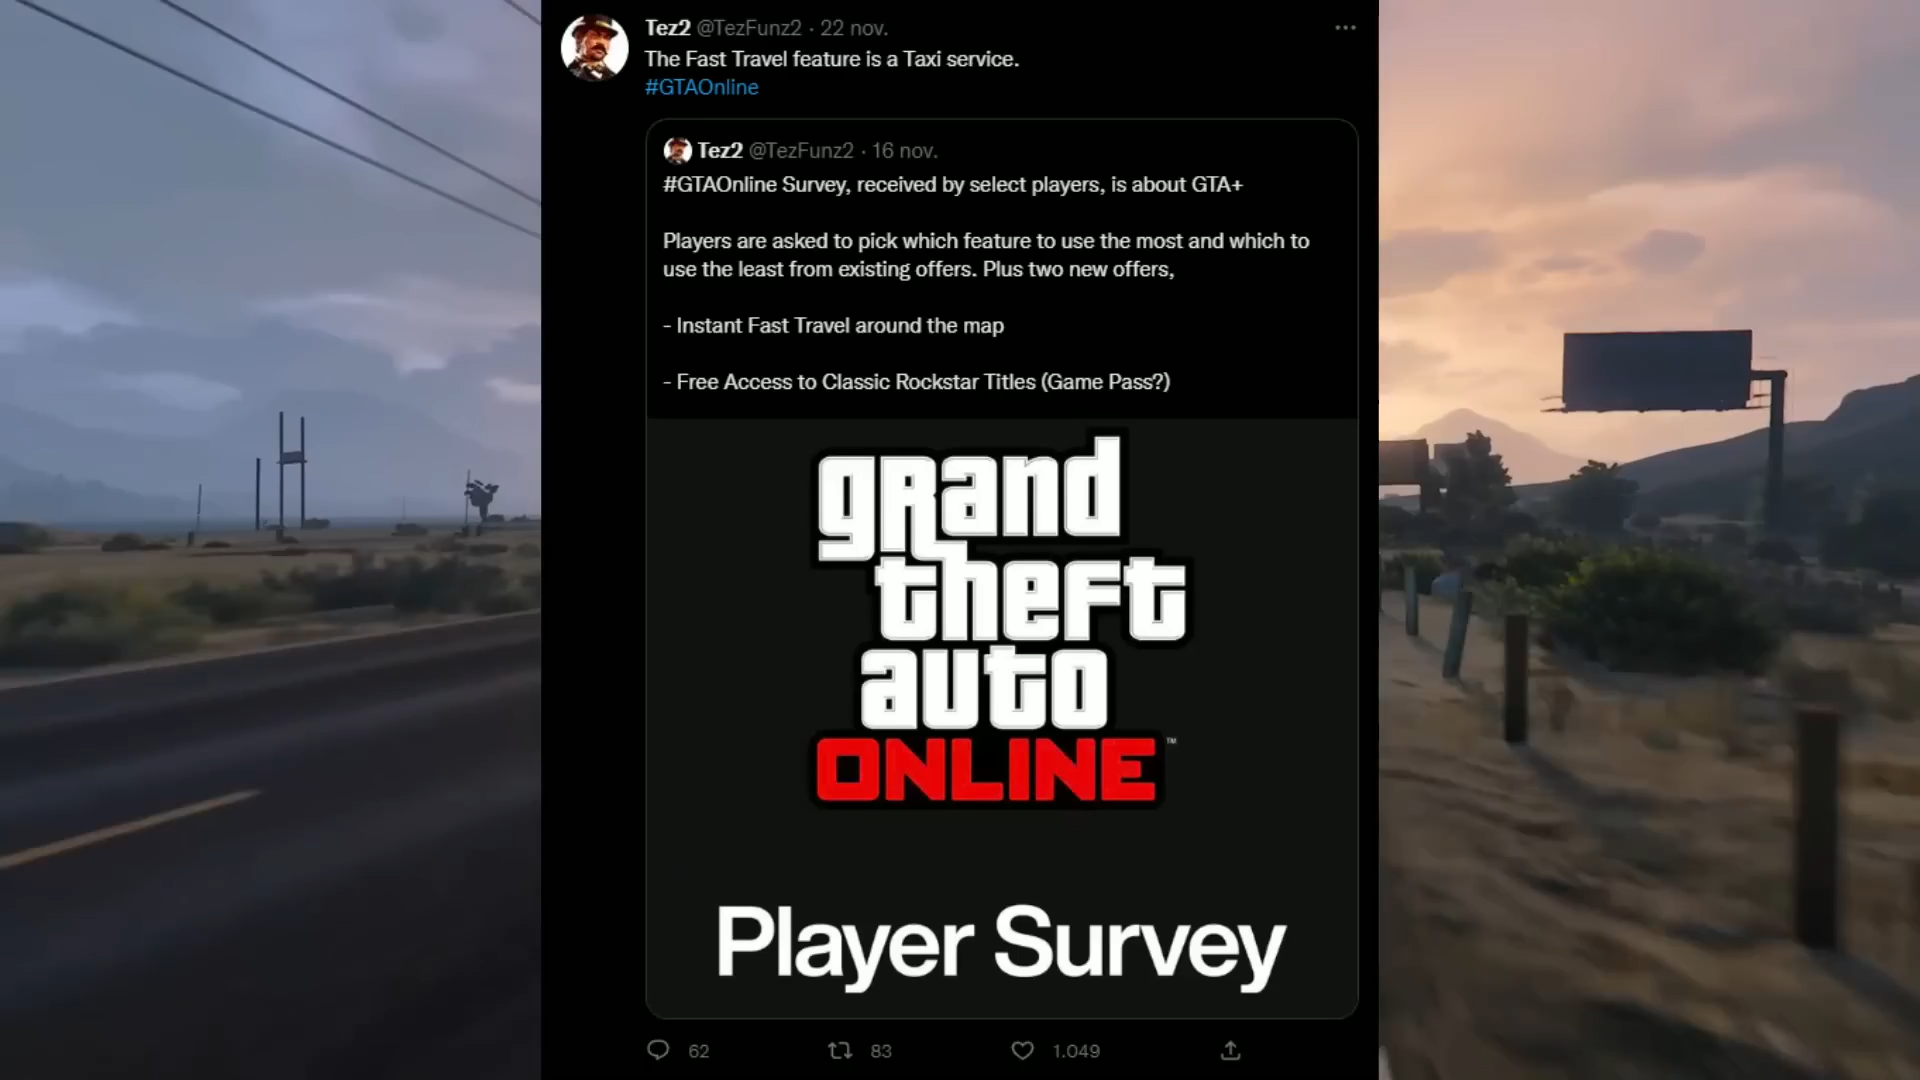 Tez2 @TezFunz2 · 22 nov.
The Fast Travel feature is a Taxi service.
#GTAOnline
Tez2 @TezFunz2 · 16 nov.
#GTAOnline Survey, received by select players, is about GTA+
Players are asked to pick which feature to use the most and which to
use the least from existing offers. Plus two new offers,
- Instant Fast Travel around the map
- Free Access to Classic Rockstar Titles (Game Pass?)
grand
theft
auto
ONLINE™
Player Survey
62 83 1.049